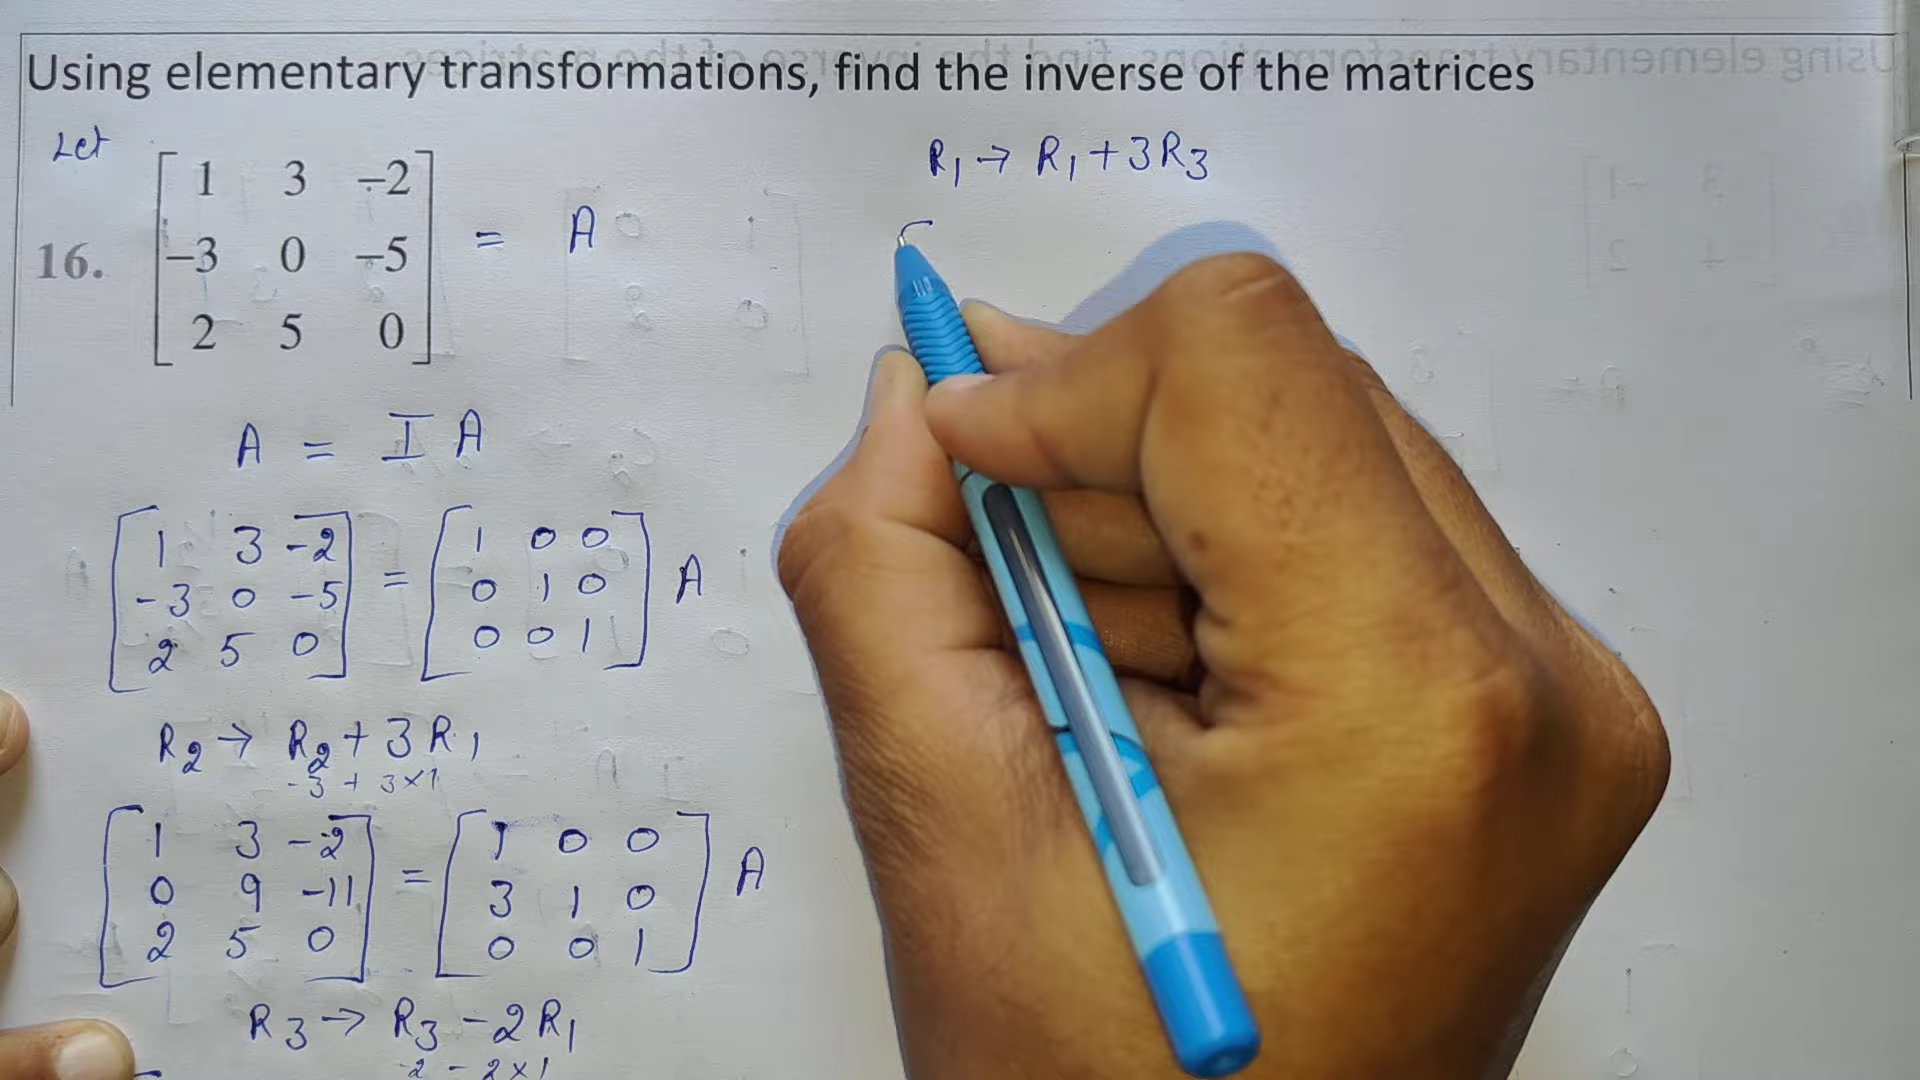 Using elementary transformations, find the inverse of the matrices
Let
16.
1 3 -2
-3 0 -5
2 5 0
= A
A = I A
1 3 -2
-3 0 -5
2 5 0
=
1 0 0
0 1 0
0 0 1
A
R2 → R2 + 3R1
-3 + 3×1
1 3 -2
0 9 -11
2 5 0
=
1 0 0
3 1 0
0 0 1
A
R3 → R3 - 2R1
2 - 2×1
R1 → R1 + 3R3